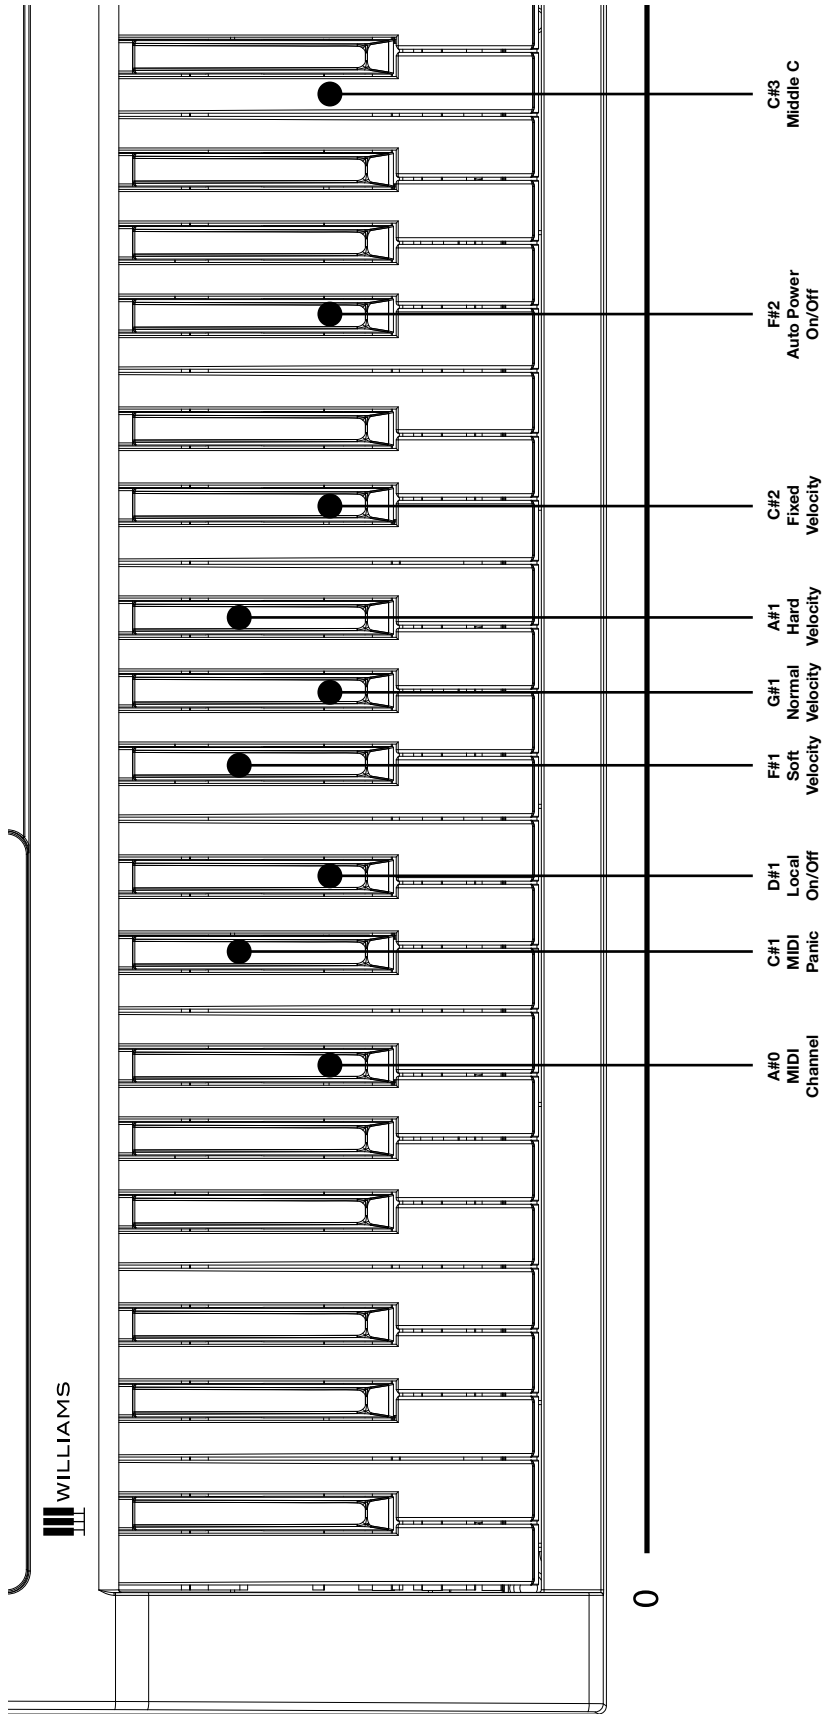 WILLIAMS
0
A#0
MIDI
Channel
C#1
MIDI
Panic
D#1
Local
On/Off
F#1
Soft
Velocity
G#1
Normal
Velocity
A#1
Hard
Velocity
C#2
Fixed
Velocity
F#2
Auto Power
On/Off
C#3
Middle C